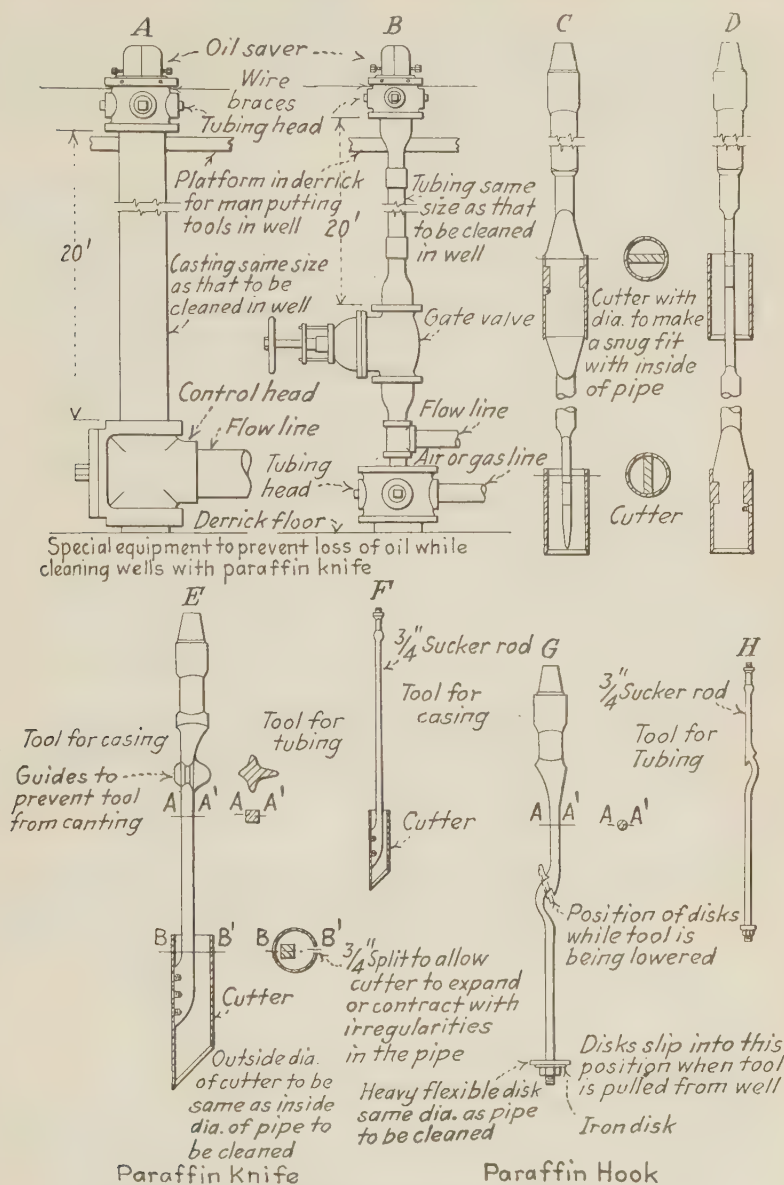 A
B
C
D
Oil saver
Wire
braces
Tubing head
Platform in derrick
for man putting
tools in well
20'
20'
Tubing same
size as that
to be cleaned
in well
Casting same size
as that to be
cleaned in well
Gate valve
Cutter with
dia. to make
a snug fit
with inside
of pipe
Control head
Flow line
Flow line
Tubing
head
Air or gas line
Cutter
Derrick floor
Special equipment to prevent loss of oil while
cleaning wells with paraffin knife
E
F
G
H
3/4" Sucker rod
3/4" Sucker rod
Tool for casing
Tool for
tubing
Tool for
casing
Tool for
Tubing
Guides to
prevent tool
from canting
A A'
A A'
A A'
A A'
Cutter
B B'
B B'
3/4" Split to allow
cutter to expand
or contract with
irregularities
in the pipe
Cutter
Position of disks
while tool is
being lowered
Outside dia.
of cutter to be
same as inside
dia. of pipe to
be cleaned
Heavy flexible disk
same dia. as pipe
to be cleaned
Disks slip into this
position when tool
is pulled from well
Iron disk
Paraffin Knife
Paraffin Hook